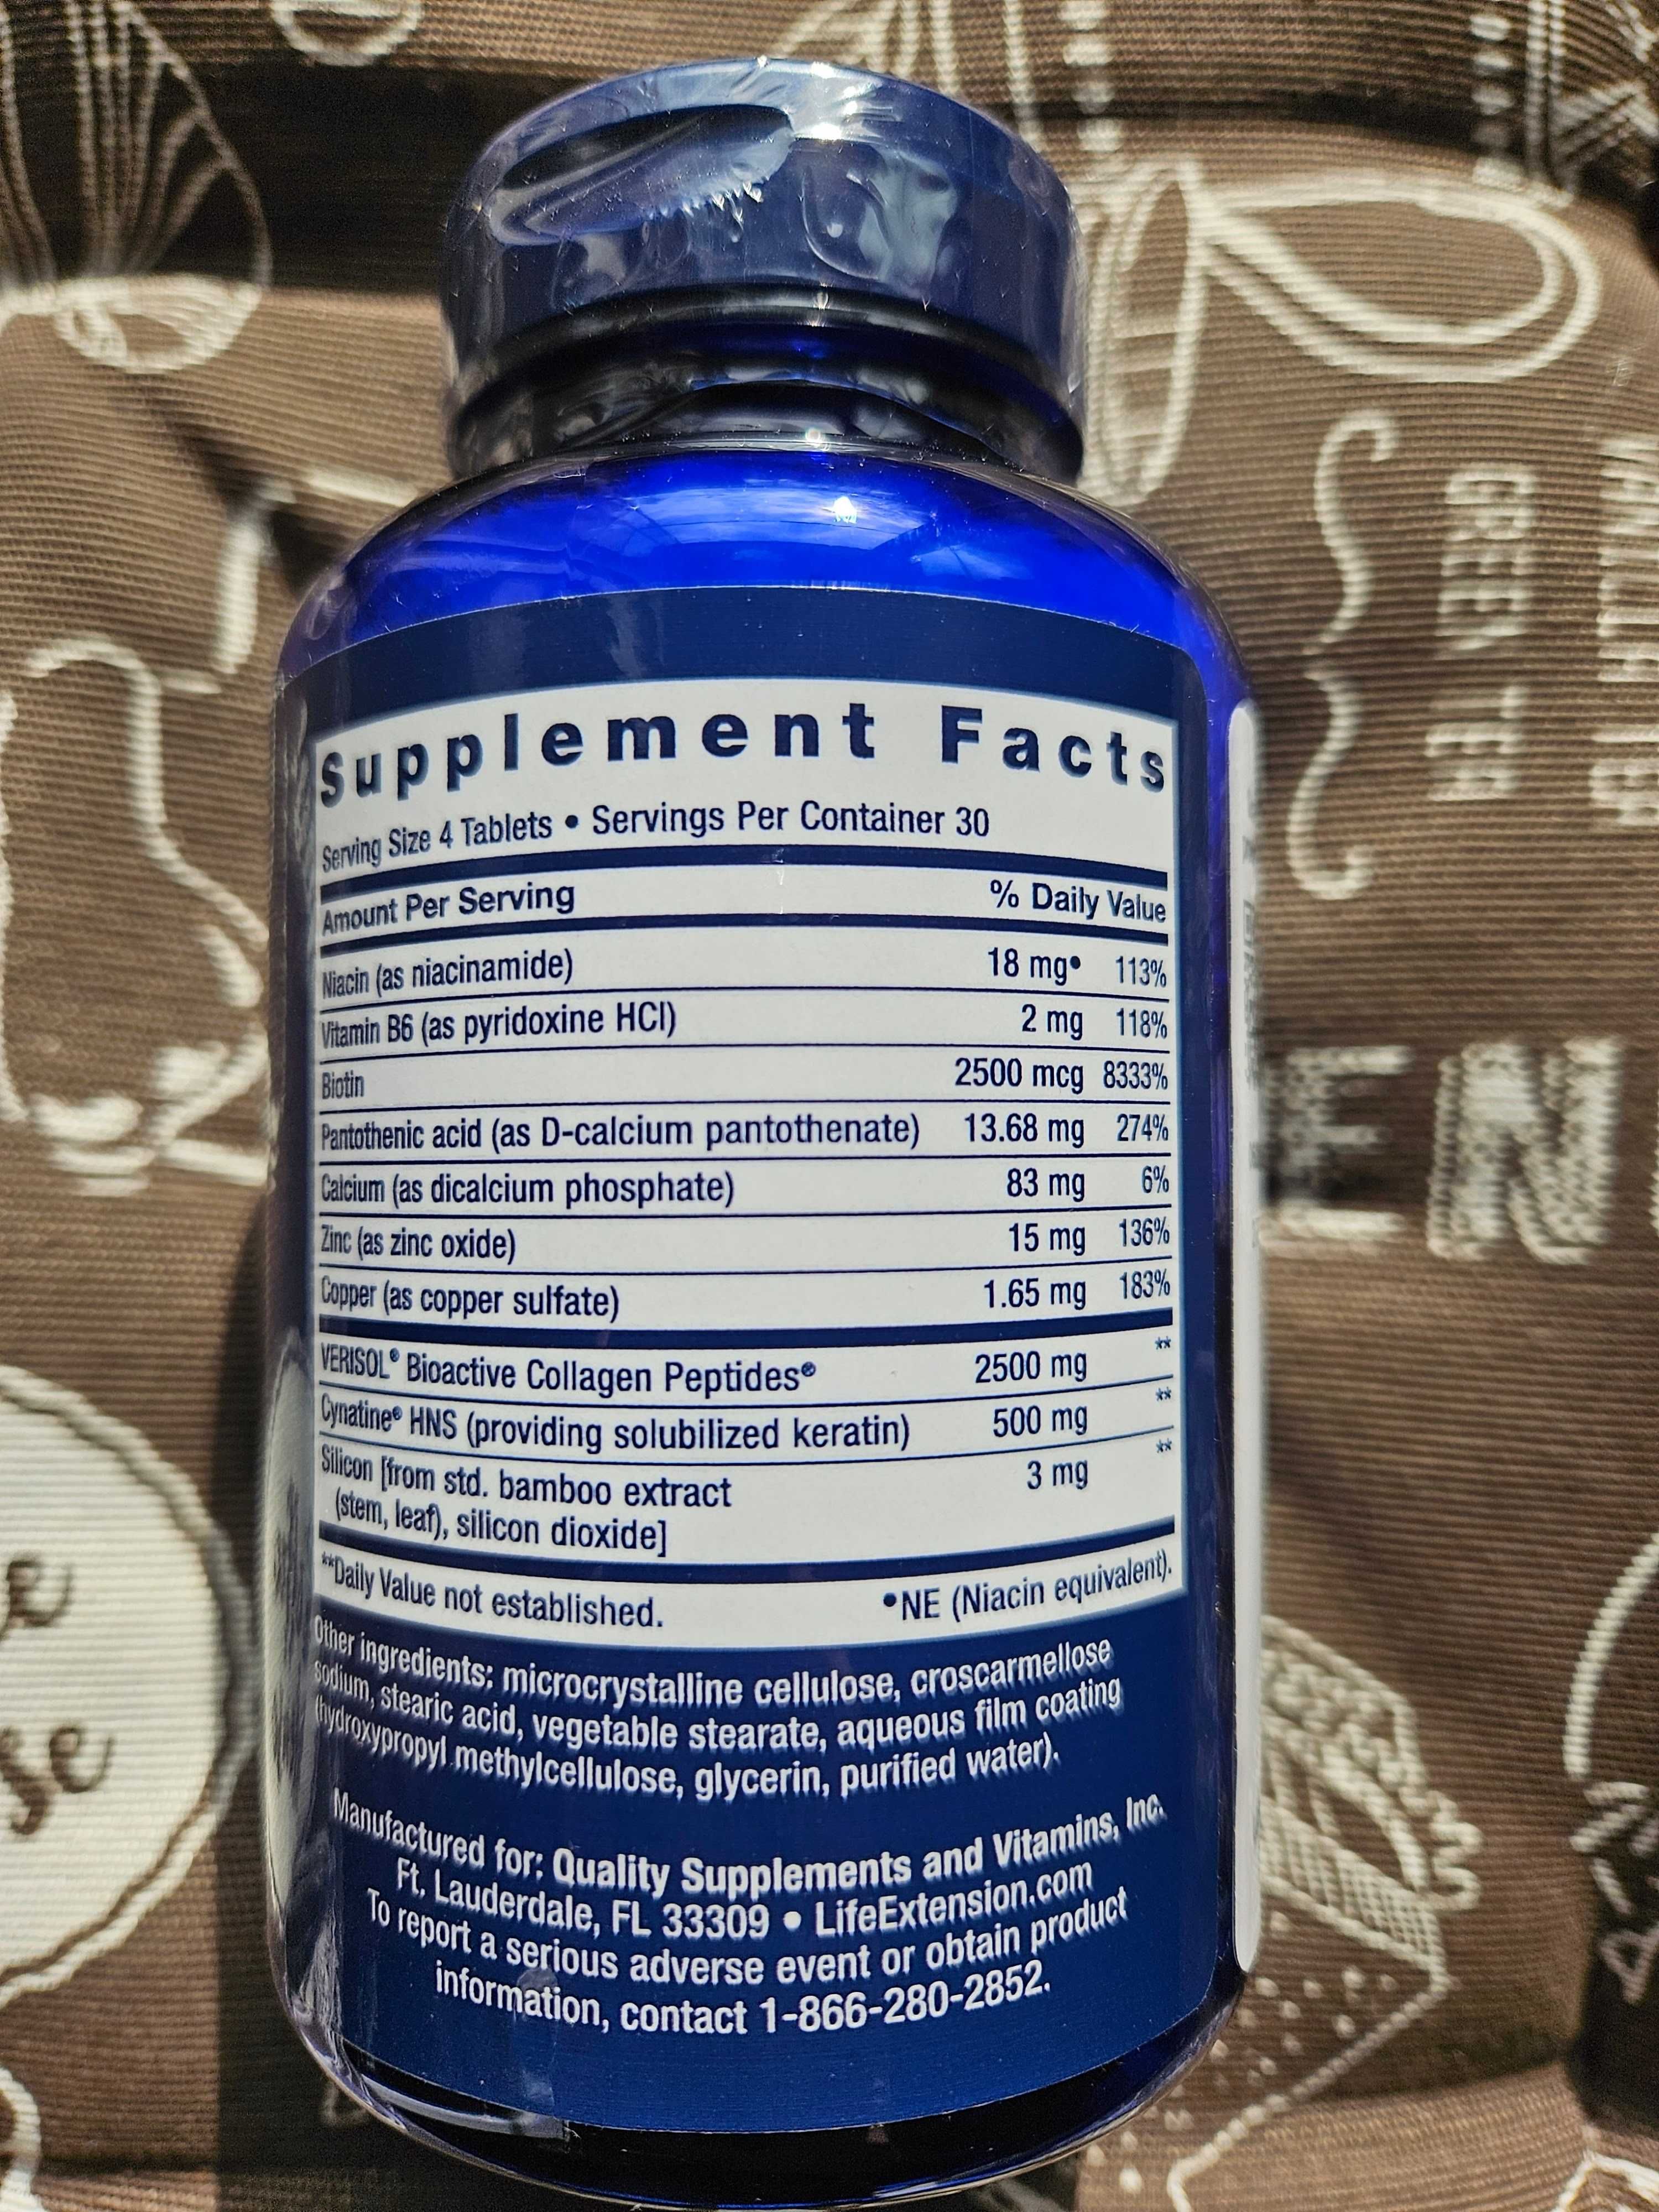 Supplement Facts
Serving Size 4 Tablets • Servings Per Container 30
Amount Per Serving % Daily Value
Niacin (as niacinamide) 18 mg• 113%
Vitamin B6 (as pyridoxine HCl) 2 mg 118%
Biotin 2500 mcg 8333%
Pantothenic acid (as D-calcium pantothenate) 13.68 mg 274%
Calcium (as dicalcium phosphate) 83 mg 6%
Zinc (as zinc oxide) 15 mg 136%
Copper (as copper sulfate) 1.65 mg 183%
VERISOL® Bioactive Collagen Peptides® 2500 mg **
Cynatine® HNS (providing solubilized keratin) 500 mg **
Silicon [from std. bamboo extract 3 mg **
(stem, leaf), silicon dioxide]
**Daily Value not established. •NE (Niacin equivalent).
Other ingredients: microcrystalline cellulose, croscarmellose
sodium, stearic acid, vegetable stearate, aqueous film coating
(hydroxypropyl methylcellulose, glycerin, purified water).
Manufactured for: Quality Supplements and Vitamins, Inc.
Ft. Lauderdale, FL 33309 • LifeExtension.com
To report a serious adverse event or obtain product
information, contact 1-866-280-2852.